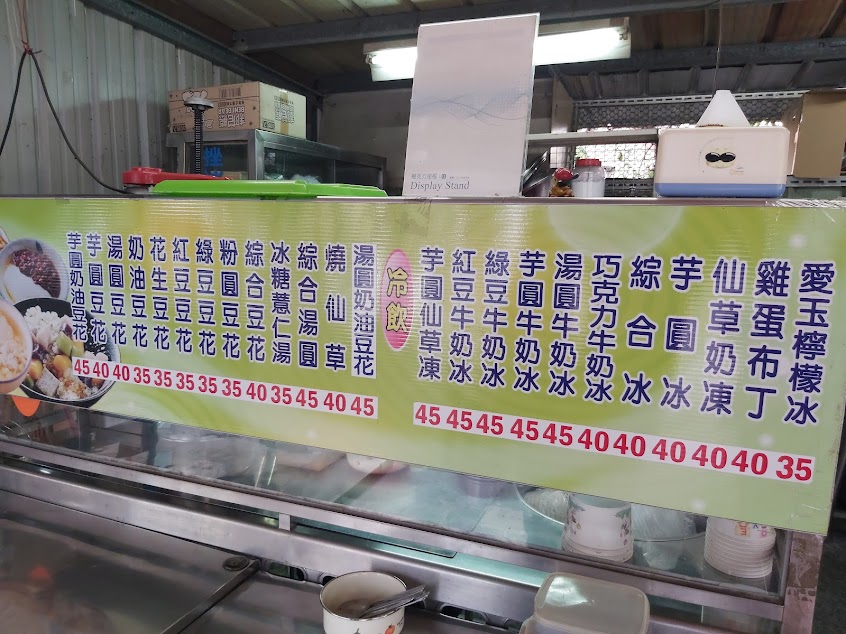 Display Stand
愛玉檸檬冰
雞蛋布丁
仙草奶凍
芋圓冰
綜合冰
巧克力牛奶冰
湯圓牛奶冰
芋圓牛奶冰
綠豆牛奶冰
紅豆牛奶冰
芋圓仙草凍
冷飲
湯圓奶油豆花
燒仙草
綜合湯圓
冰糖薏仁湯
綜合豆花
粉圓豆花
綠豆豆花
紅豆豆花
花生豆花
奶油豆花
湯圓豆花
芋圓豆花
芋圓奶油豆花
45 40 40 35 35 35 35 35 40 35 45 40 45
45 45 45 45 45 40 40 40 40 40 35